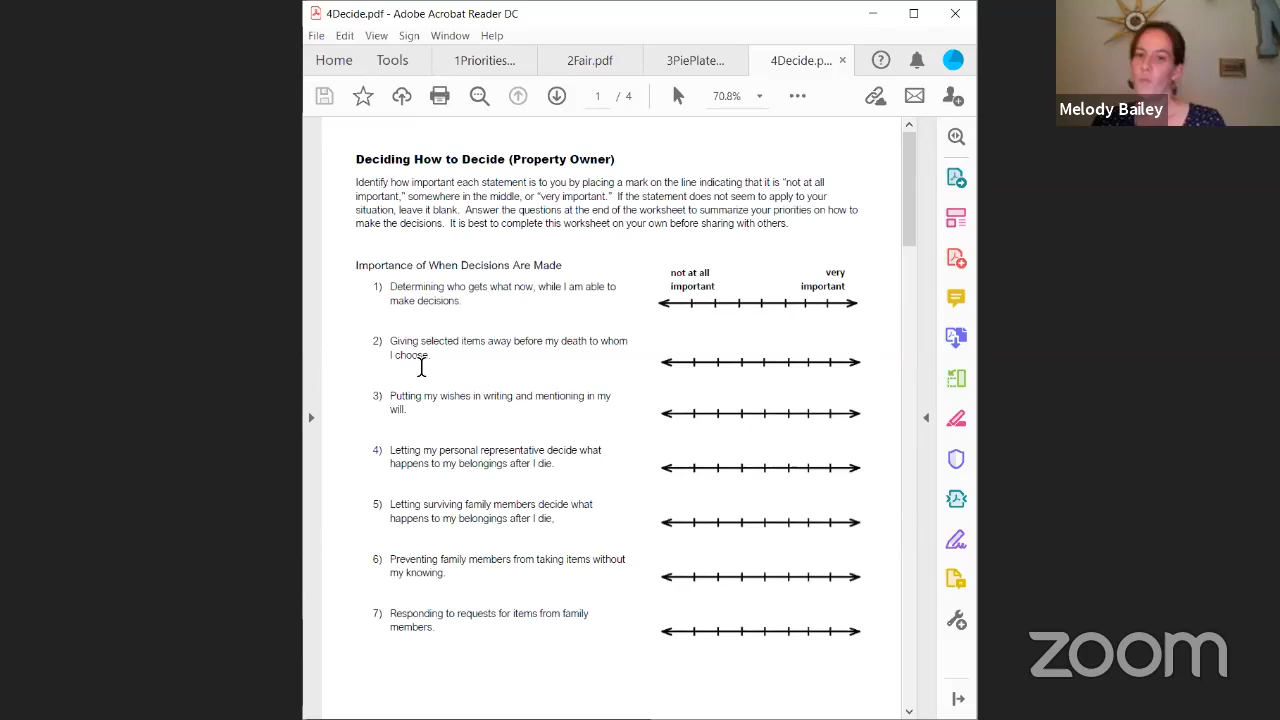 4Decide.pdf - Adobe Acrobat Reader DC
File Edit View Sign Window Help
Home Tools 1Priorities... 2Fair.pdf 3PiePlate... 4Decide.p... ×
1 / 4 70.8%
Melody Bailey
Deciding How to Decide (Property Owner)
Identify how important each statement is to you by placing a mark on the line indicating that it is “not at all
important,” somewhere in the middle, or “very important.” If the statement does not seem to apply to your
situation, leave it blank. Answer the questions at the end of the worksheet to summarize your priorities on how to
make the decisions. It is best to complete this worksheet on your own before sharing with others.
Importance of When Decisions Are Made
not at all very
important important
1) Determining who gets what now, while I am able to
make decisions.
2) Giving selected items away before my death to whom
I choose.
3) Putting my wishes in writing and mentioning in my
will.
4) Letting my personal representative decide what
happens to my belongings after I die.
5) Letting surviving family members decide what
happens to my belongings after I die,
6) Preventing family members from taking items without
my knowing.
7) Responding to requests for items from family
members.
zoom